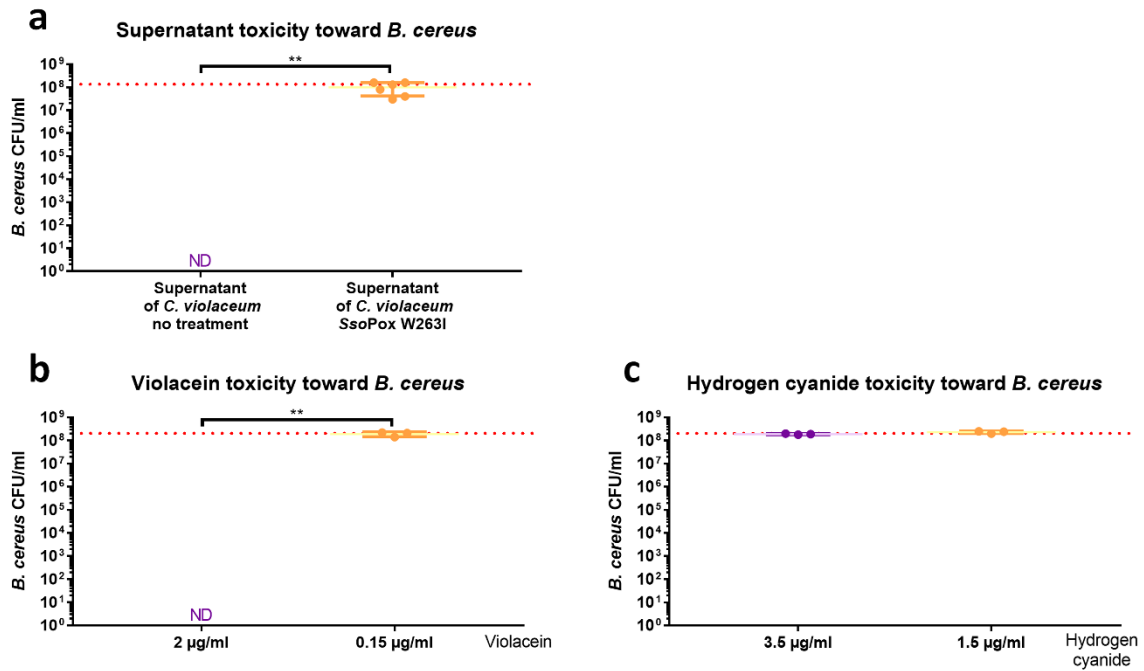 a
Supernatant toxicity toward B. cereus
**
10⁹
10⁸
10⁷
10⁶
10⁵
10⁴
10³
10²
10¹
10⁰
B. cereus CFU/ml
ND
Supernatant
of C. violaceum
no treatment
Supernatant
of C. violaceum
SsoPox W263I
b
Violacein toxicity toward B. cereus
**
10⁹
10⁸
10⁷
10⁶
10⁵
10⁴
10³
10²
10¹
10⁰
B. cereus CFU/ml
ND
2 µg/ml
0.15 µg/ml
Violacein
c
Hydrogen cyanide toxicity toward B. cereus
10⁹
10⁸
10⁷
10⁶
10⁵
10⁴
10³
10²
10¹
10⁰
B. cereus CFU/ml
3.5 µg/ml
1.5 µg/ml
Hydrogen
cyanide